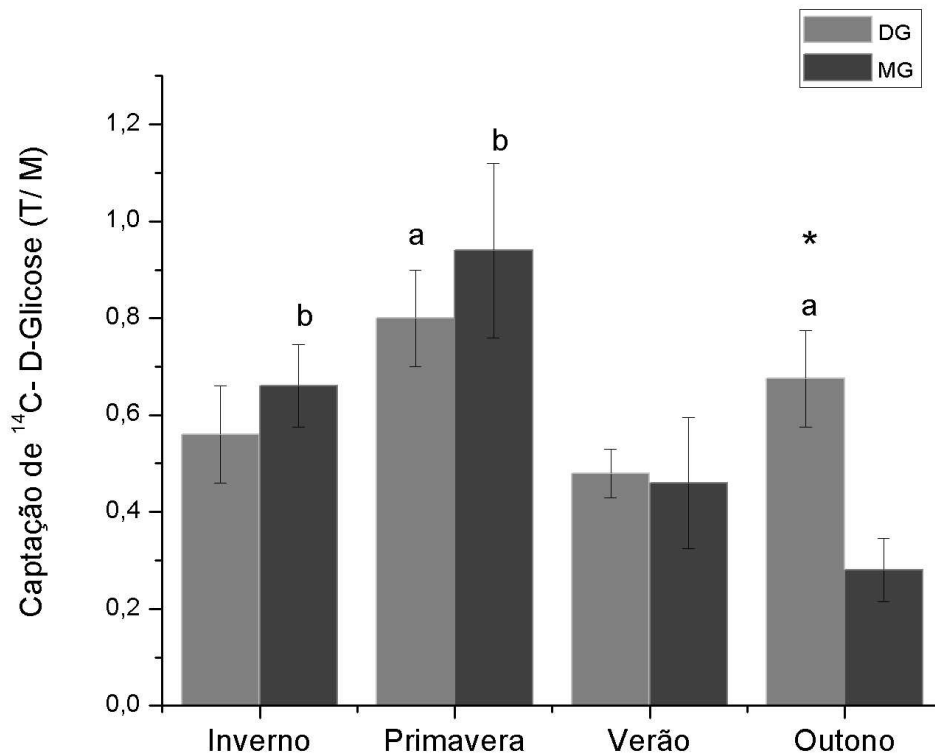 DG
MG
Captação de ¹⁴C- D-Glicose (T/ M)
1,2
1,0
0,8
0,6
0,4
0,2
0,0
b
a
b
*
a
Inverno Primavera Verão Outono